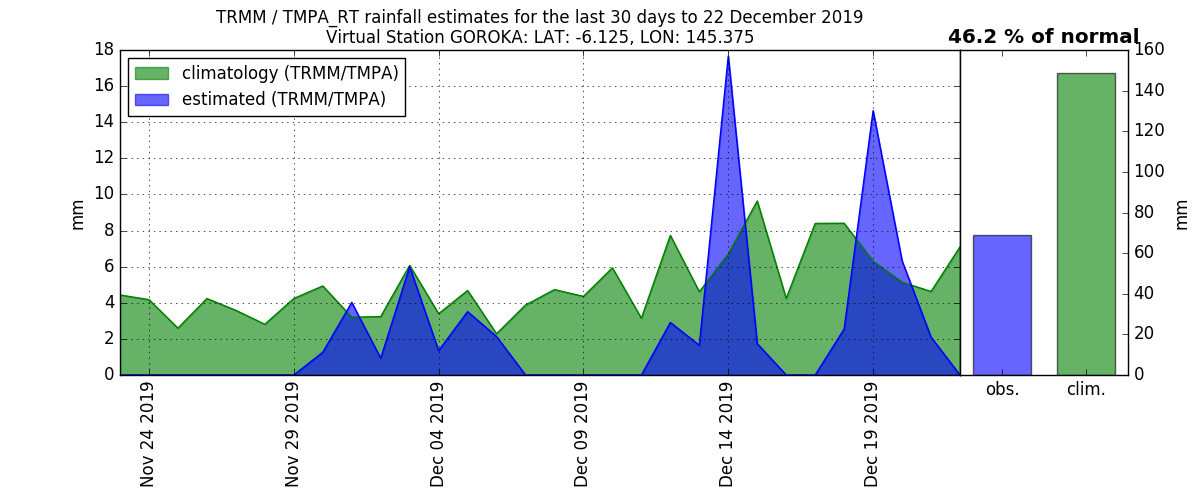 TRMM / TMPA_RT rainfall estimates for the last 30 days to 22 December 2019
Virtual Station GOROKA: LAT: -6.125, LON: 145.375
46.2 % of normal
climatology (TRMM/TMPA)
estimated (TRMM/TMPA)
18
16
14
12
10
8
6
4
2
0
mm
Nov 24 2019
Nov 29 2019
Dec 04 2019
Dec 09 2019
Dec 14 2019
Dec 19 2019
160
140
120
100
80
60
40
20
0
mm
obs.
clim.